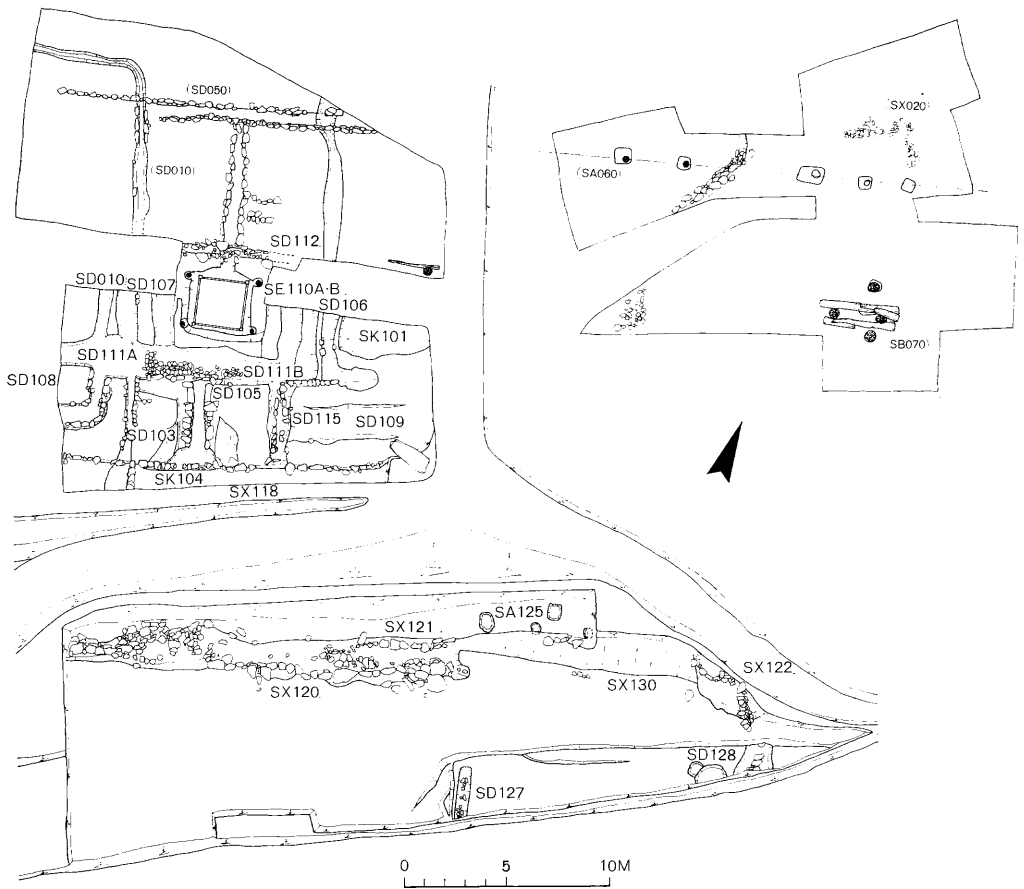 (SD050)
(SX020)
(SD010)
(SA060)
SD112
SD010
SD107
SE110A·B
SD106
SK101
SB070
SD111A
SD111B
SD108
SD105
SD115
SD109
SD103
SK104
SX118
SA125
SX121
SX122
SX120
SX130
SD128
SD127
0 5 10M